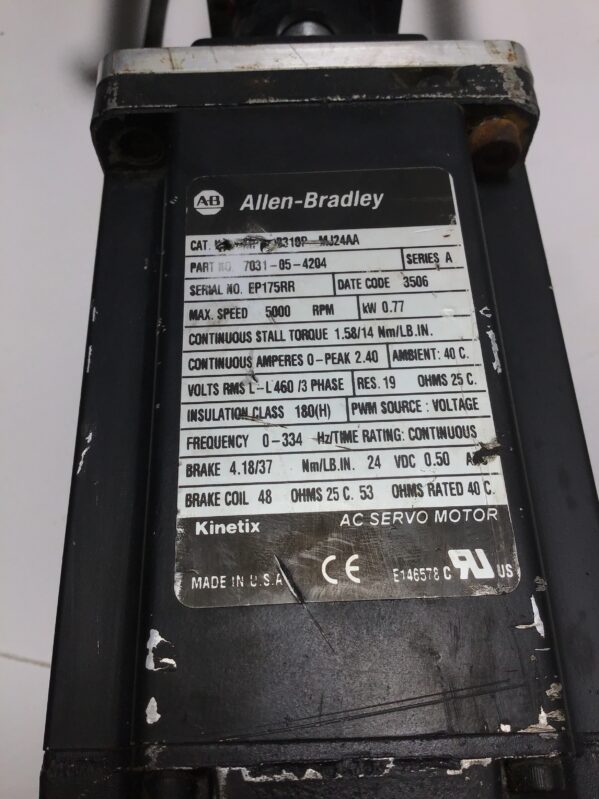 A-B Allen-Bradley
CAT. B310P-MJ24AA
PART NO. 7031-05-4204 SERIES A
SERIAL NO. EP175RR DATE CODE 3506
MAX. SPEED 5000 RPM kW 0.77
CONTINUOUS STALL TORQUE 1.58/14 Nm/LB.IN.
CONTINUOUS AMPERES 0-PEAK 2.40 AMBIENT: 40 C.
VOLTS RMS L-L 460 /3 PHASE RES. 19 OHMS 25 C.
INSULATION CLASS 180(H) PWM SOURCE : VOLTAGE
FREQUENCY 0-334 Hz/TIME RATING: CONTINUOUS
BRAKE 4.18/37 Nm/LB.IN. 24 VDC 0.50
BRAKE COIL 48 OHMS 25 C. 53 OHMS RATED 40 C.
Kinetix AC SERVO MOTOR
MADE IN U.S.A CE E146578 C RU US